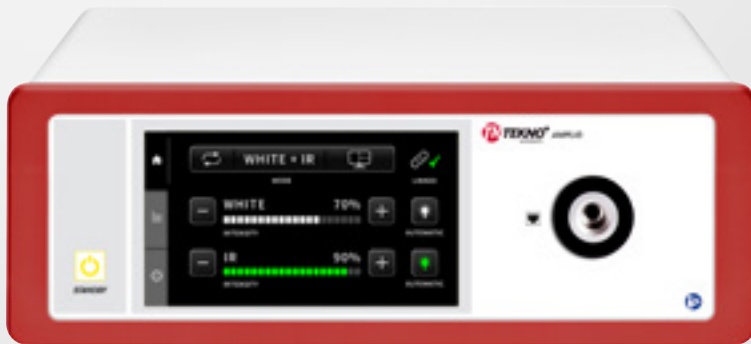 TEKNO
WHITE + IR
MODE
LINKED
WHITE 70%
INTENSITY
AUTOMATIC
IR 90%
INTENSITY
AUTOMATIC
STANDBY